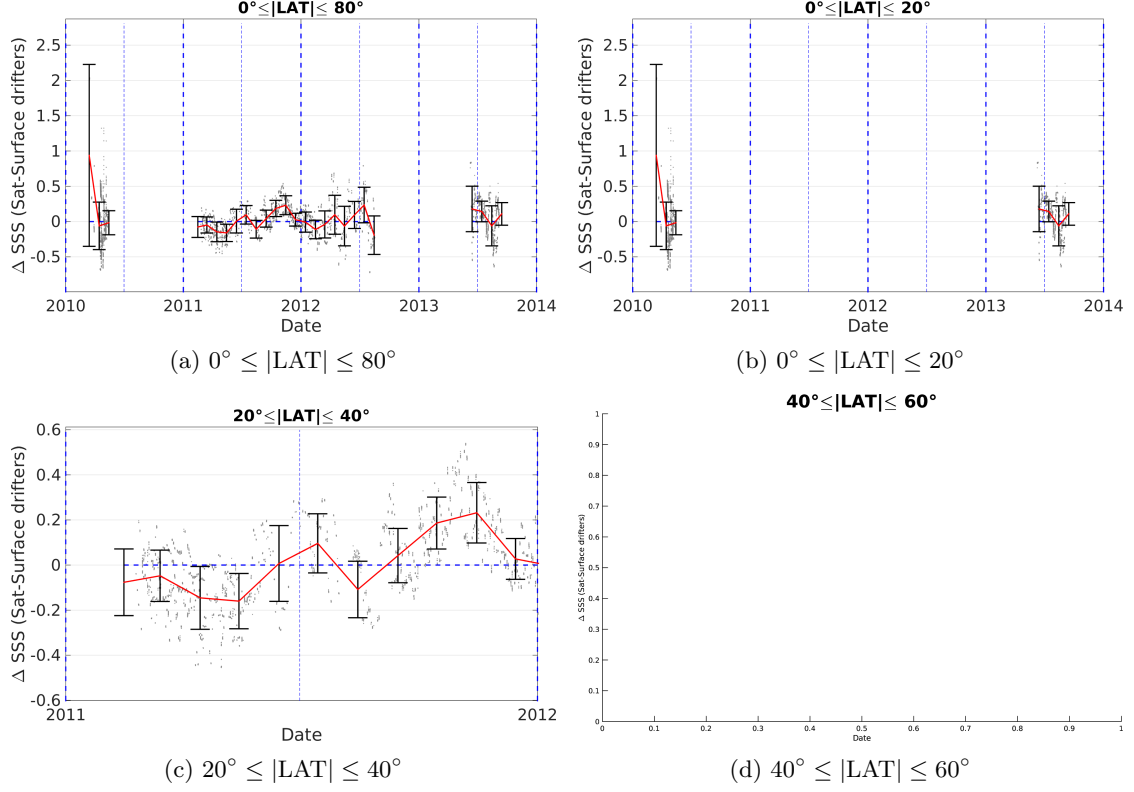 0°≤|LAT|≤ 80°
Δ SSS (Sat-Surface drifters)
2.5
2
1.5
1
0.5
0
-0.5
2010 2011 2012 2013 2014
Date
(a) 0° ≤ |LAT| ≤ 80°
0°≤|LAT|≤ 20°
Δ SSS (Sat-Surface drifters)
2.5
2
1.5
1
0.5
0
-0.5
2010 2011 2012 2013 2014
Date
(b) 0° ≤ |LAT| ≤ 20°
20°≤|LAT|≤ 40°
Δ SSS (Sat-Surface drifters)
0.6
0.4
0.2
0
-0.2
-0.4
-0.6
2011 2012
Date
(c) 20° ≤ |LAT| ≤ 40°
40°≤|LAT|≤ 60°
Δ SSS (Sat-Surface drifters)
1
0.9
0.8
0.7
0.6
0.5
0.4
0.3
0.2
0.1
0
0 0.1 0.2 0.3 0.4 0.5 0.6 0.7 0.8 0.9 1
Date
(d) 40° ≤ |LAT| ≤ 60°